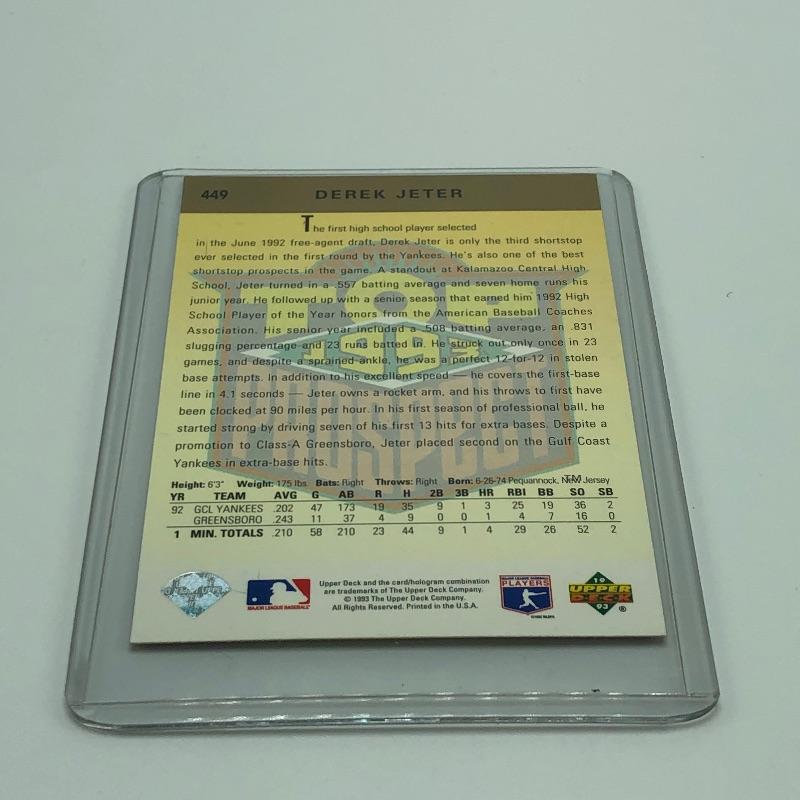 449 DEREK JETER
The first high school player selected
in the June 1992 free-agent draft, Derek Jeter is only the third shortstop
ever selected in the first round by the Yankees. He's also one of the best
shortstop prospects in the game. A standout at Kalamazoo Central High
School, Jeter turned in a .557 batting average and seven home runs his
junior year. He followed up with a senior season that earned him 1992 High
School Player of the Year honors from the American Baseball Coaches
Association. His senior year included a .508 batting average, an .831
slugging percentage and 23 runs batted in. He struck out only once in 23
games, and despite a sprained ankle, he was a perfect 12-for-12 in stolen
base attempts. In addition to his excellent speed — he covers the first-base
line in 4.1 seconds — Jeter owns a rocket arm, and his throws to first have
been clocked at 90 miles per hour. In his first season of professional ball, he
started strong by driving seven of his first 13 hits for extra bases. Despite a
promotion to Class-A Greensboro, Jeter placed second on the Gulf Coast
Yankees in extra-base hits.
TOP
PROSPECT
TM
Height: 6'3" Weight: 175 lbs. Bats: Right Throws: Right Born: 6-26-74 Pequannock, New Jersey
YR TEAM AVG G AB R H 2B 3B HR RBI BB SO SB
92 GCL YANKEES .202 47 173 19 35 9 1 3 25 19 36 2
GREENSBORO .243 11 37 4 9 0 0 1 4 7 16 0
1 MIN. TOTALS .210 58 210 23 44 9 1 4 29 26 52 2
MAJOR LEAGUE BASEBALL
Upper Deck and the card/hologram combination
are trademarks of The Upper Deck Company.
© 1993 The Upper Deck Company.
All Rights Reserved. Printed in the U.S.A.
MAJOR LEAGUE BASEBALL
PLAYERS
19
UPPER
DECK
93 ®